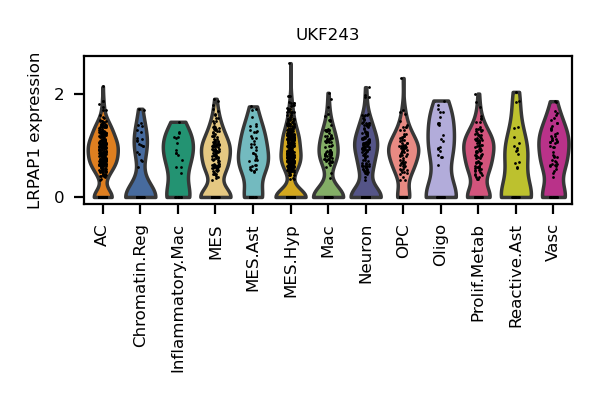 UKF243
LRPAP1 expression
2
0
AC
Chromatin.Reg
Inflammatory.Mac
MES
MES.Ast
MES.Hyp
Mac
Neuron
OPC
Oligo
Prolif.Metab
Reactive.Ast
Vasc